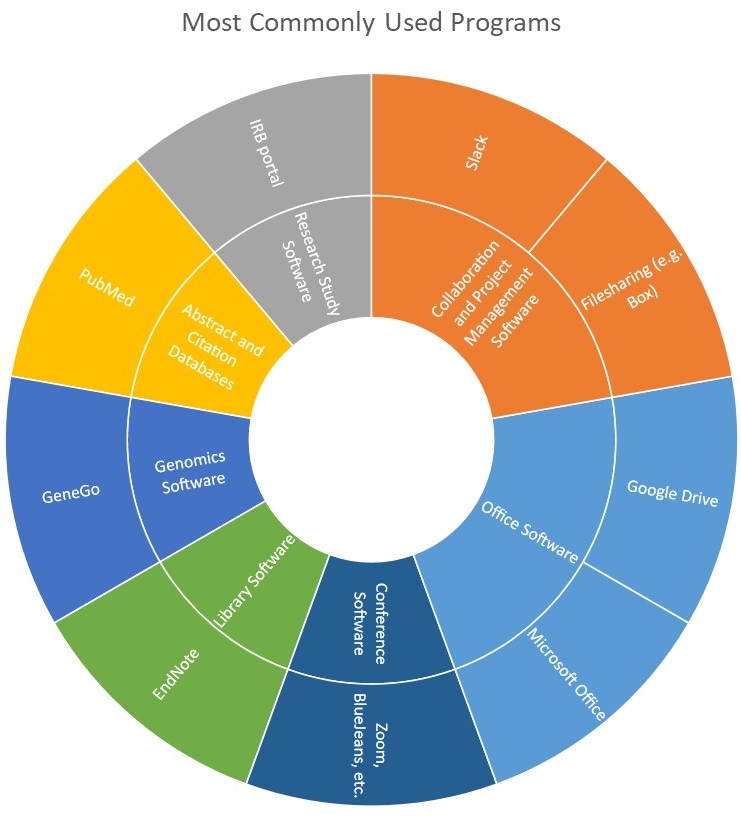 Most Commonly Used Programs
Slack
Filesharing (e.g.
Box)
Collaboration
and Project
Management
Software
Google Drive
Microsoft Office
Office Software
Zoom,
BlueJeans, etc.
Conference
Software
EndNote
Library Software
GeneGo
Genomics
Software
PubMed
Abstract and
Citation
Databases
IRB portal
Research Study
Software